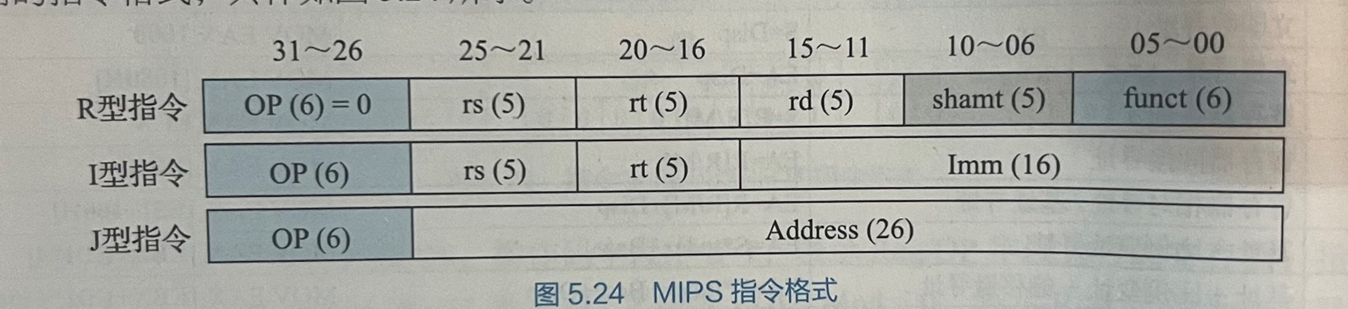 31～26 25～21 20～16 15～11 10～06 05～00
R型指令 OP (6) = 0 rs (5) rt (5) rd (5) shamt (5) funct (6)
I型指令 OP (6) rs (5) rt (5) Imm (16)
J型指令 OP (6) Address (26)
图 5.24 MIPS 指令格式